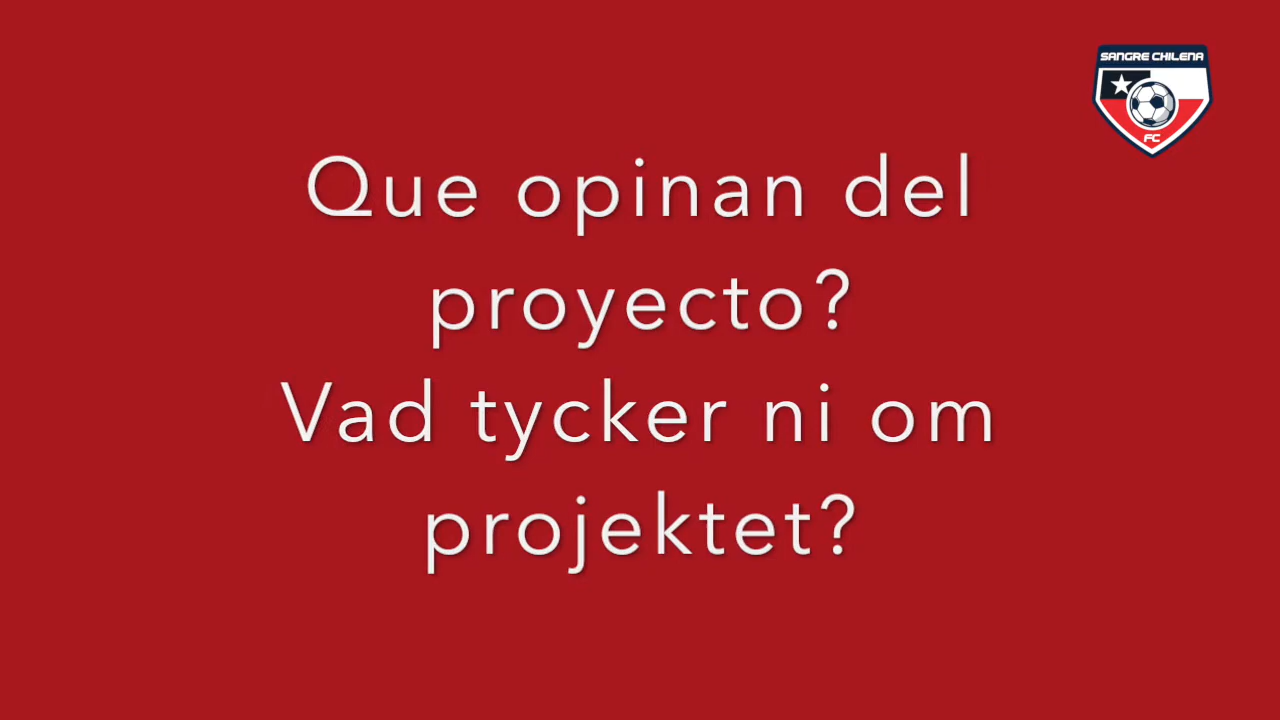 SANGRE CHILENA
FC
Que opinan del
proyecto?
Vad tycker ni om
projektet?